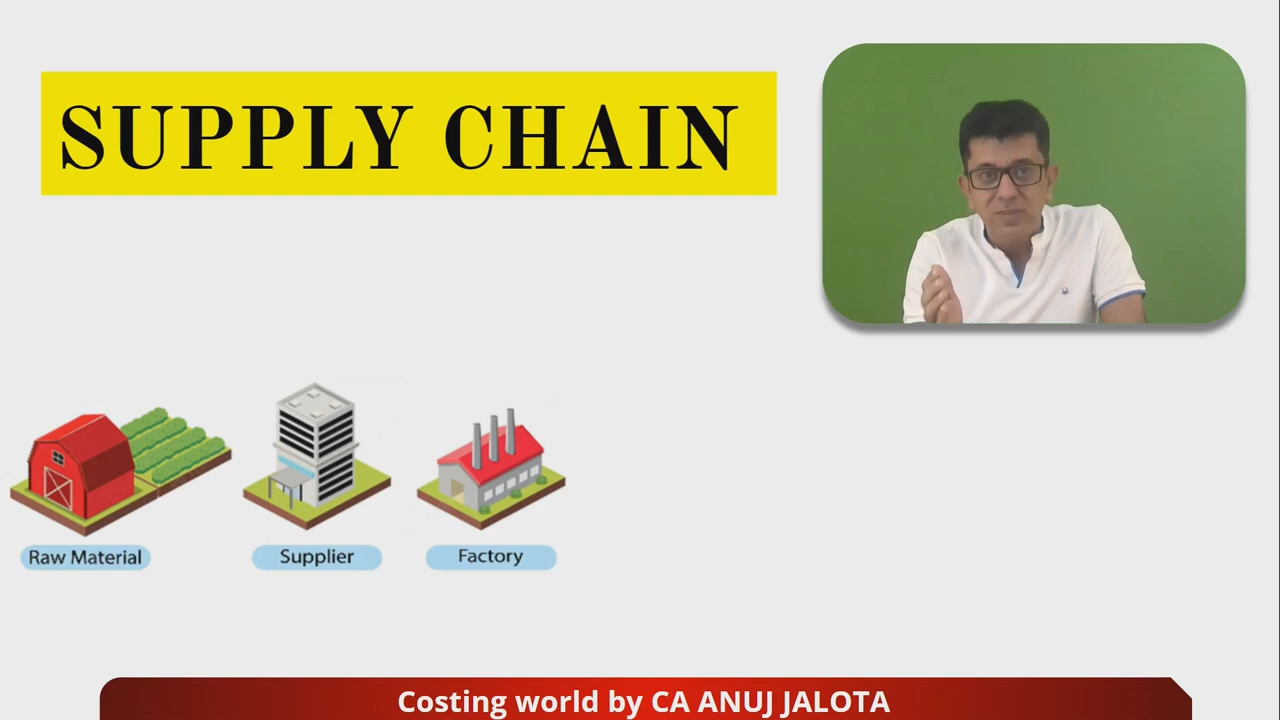 SUPPLY CHAIN
Raw Material
Supplier
Factory
Costing world by CA ANUJ JALOTA